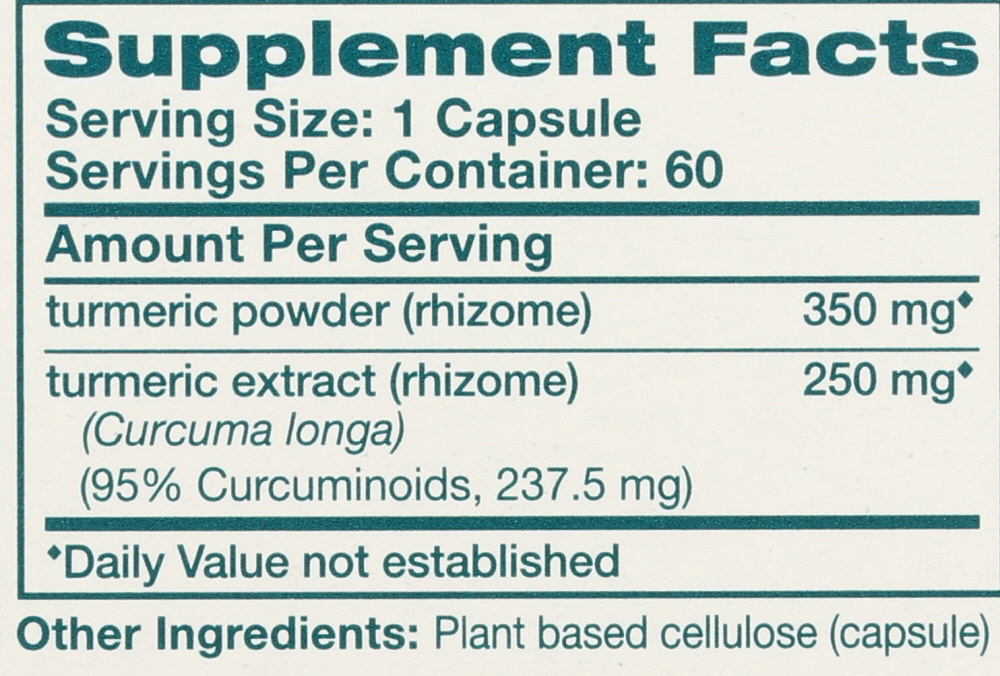 Supplement Facts
Serving Size: 1 Capsule
Servings Per Container: 60
Amount Per Serving
turmeric powder (rhizome) 350 mg♦
turmeric extract (rhizome) 250 mg♦
(Curcuma longa)
(95% Curcuminoids, 237.5 mg)
♦Daily Value not established
Other Ingredients: Plant based cellulose (capsule)